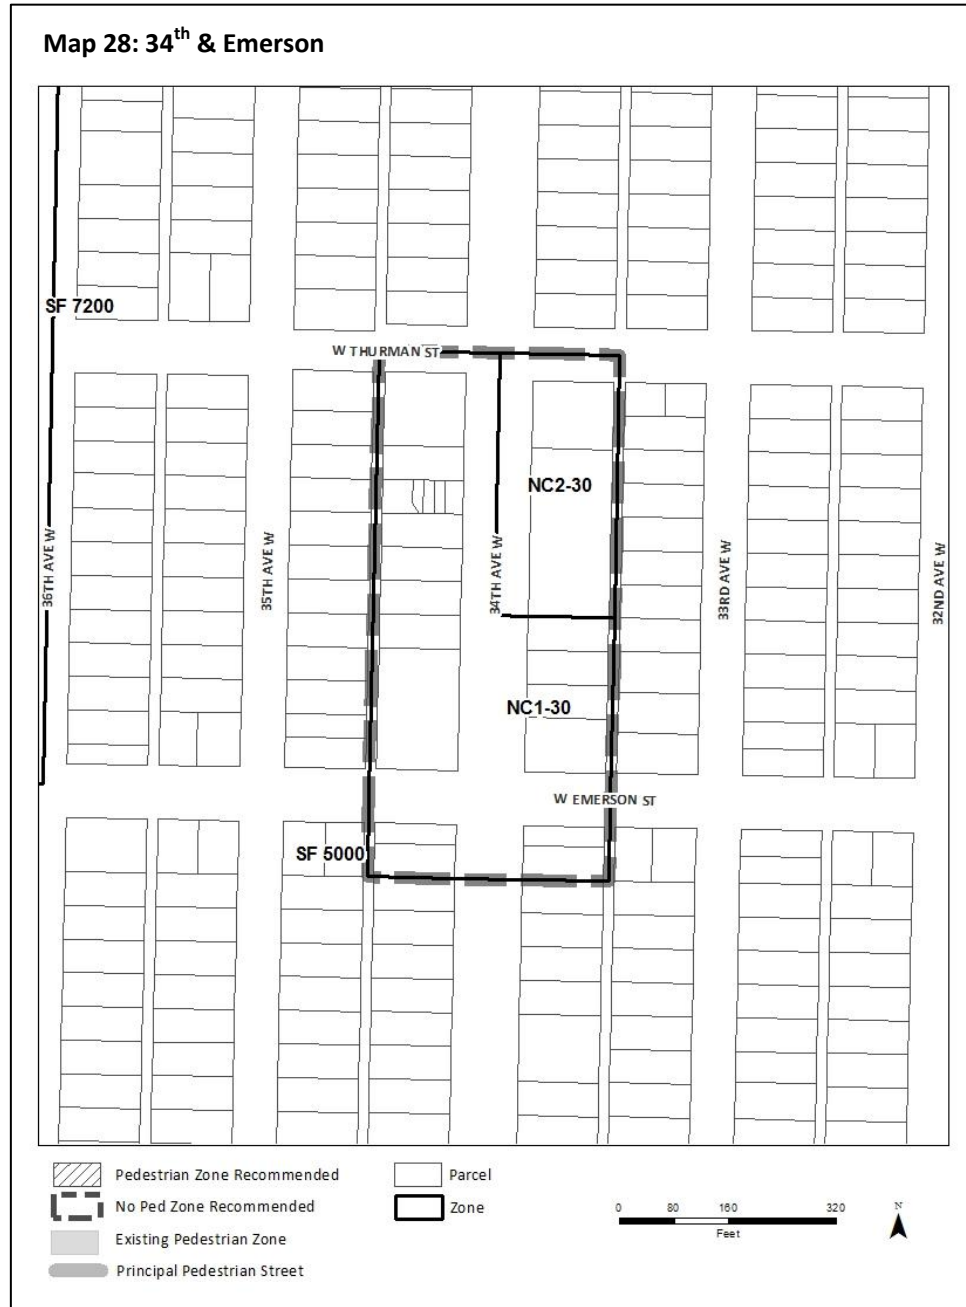 Map 28: 34th & Emerson
SF 7200
W THURMAN ST
NC2-30
36TH AVE W
35TH AVE W
34TH AVE W
33RD AVE W
32ND AVE W
NC1-30
W EMERSON ST
SF 5000
Pedestrian Zone Recommended
No Ped Zone Recommended
Existing Pedestrian Zone
Principal Pedestrian Street
Parcel
Zone
0 80 160 320
Feet
N